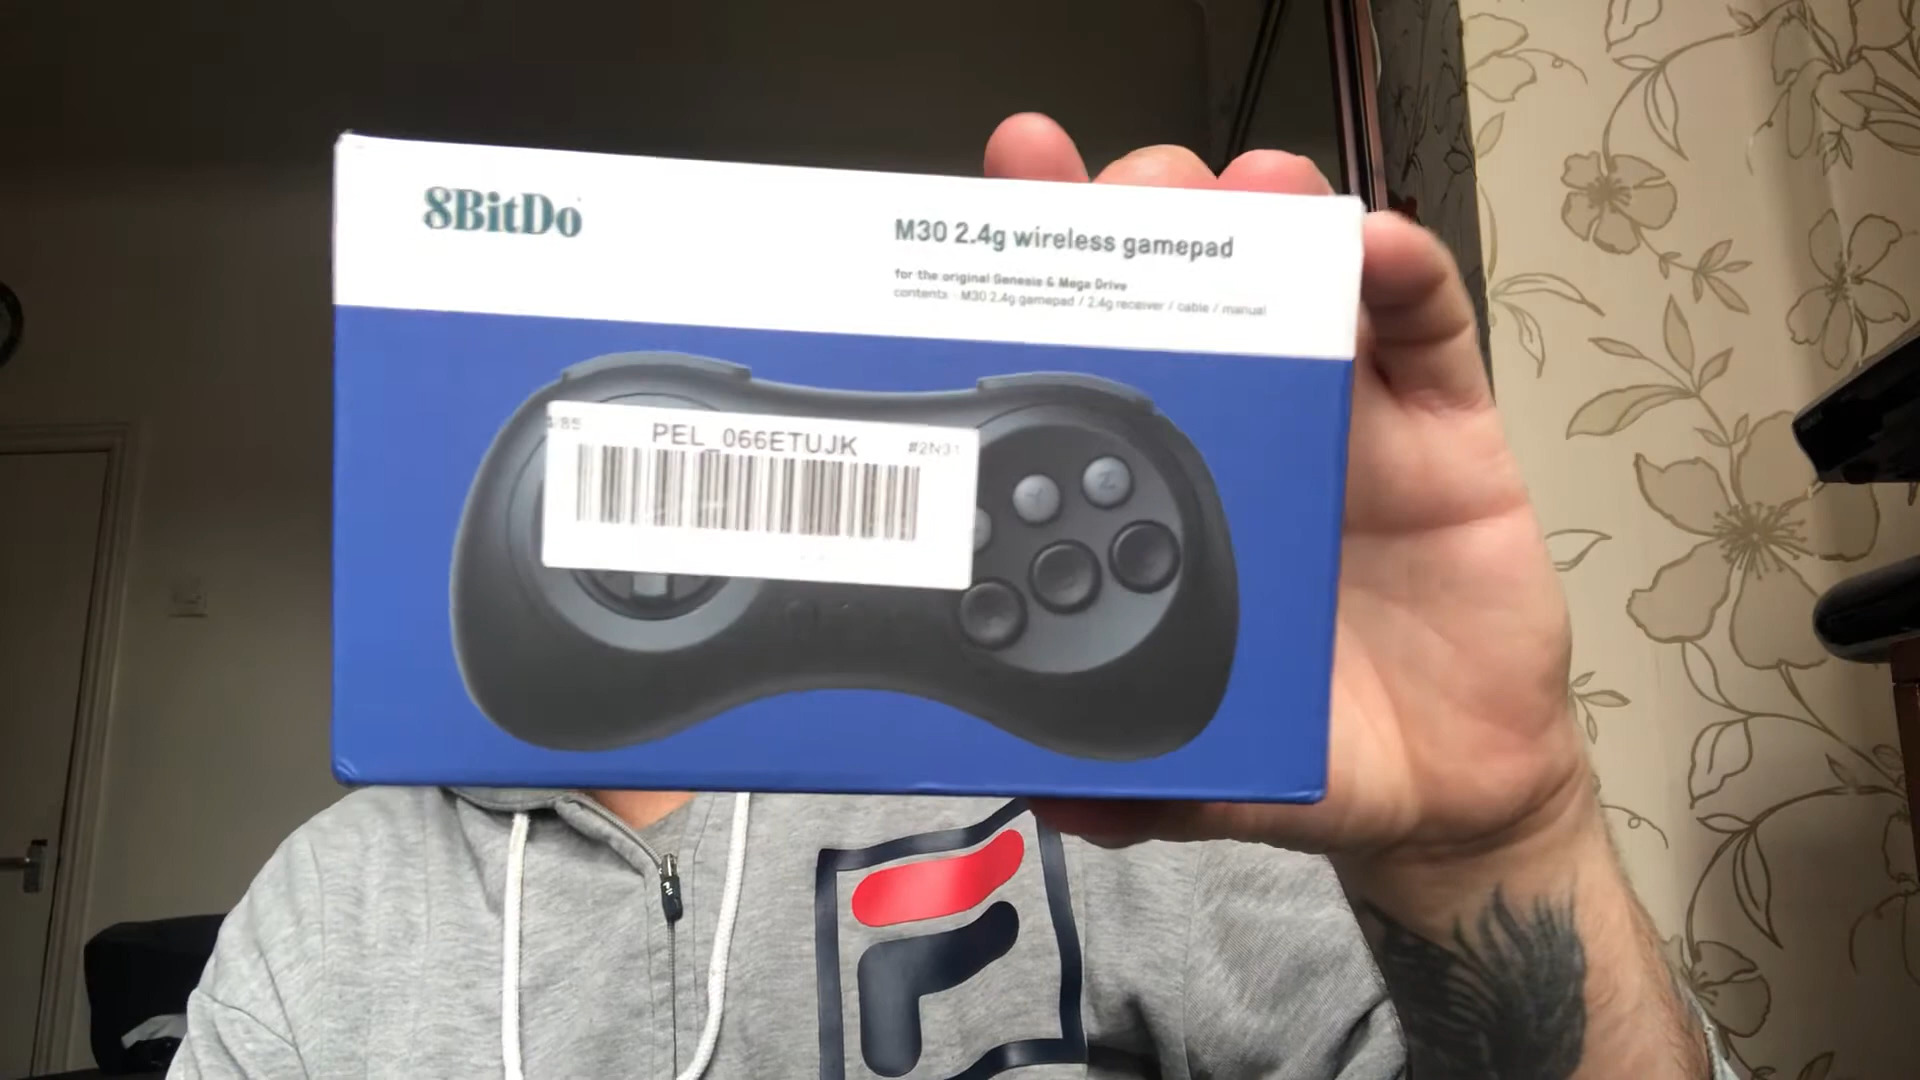 8BitDo
M30 2.4g wireless gamepad
for the original Genesis & Mega Drive
contents - M30 2.4g gamepad / 2.4g receiver / cable / manual
PEL_066ETUJK
#2N31
Y
Z